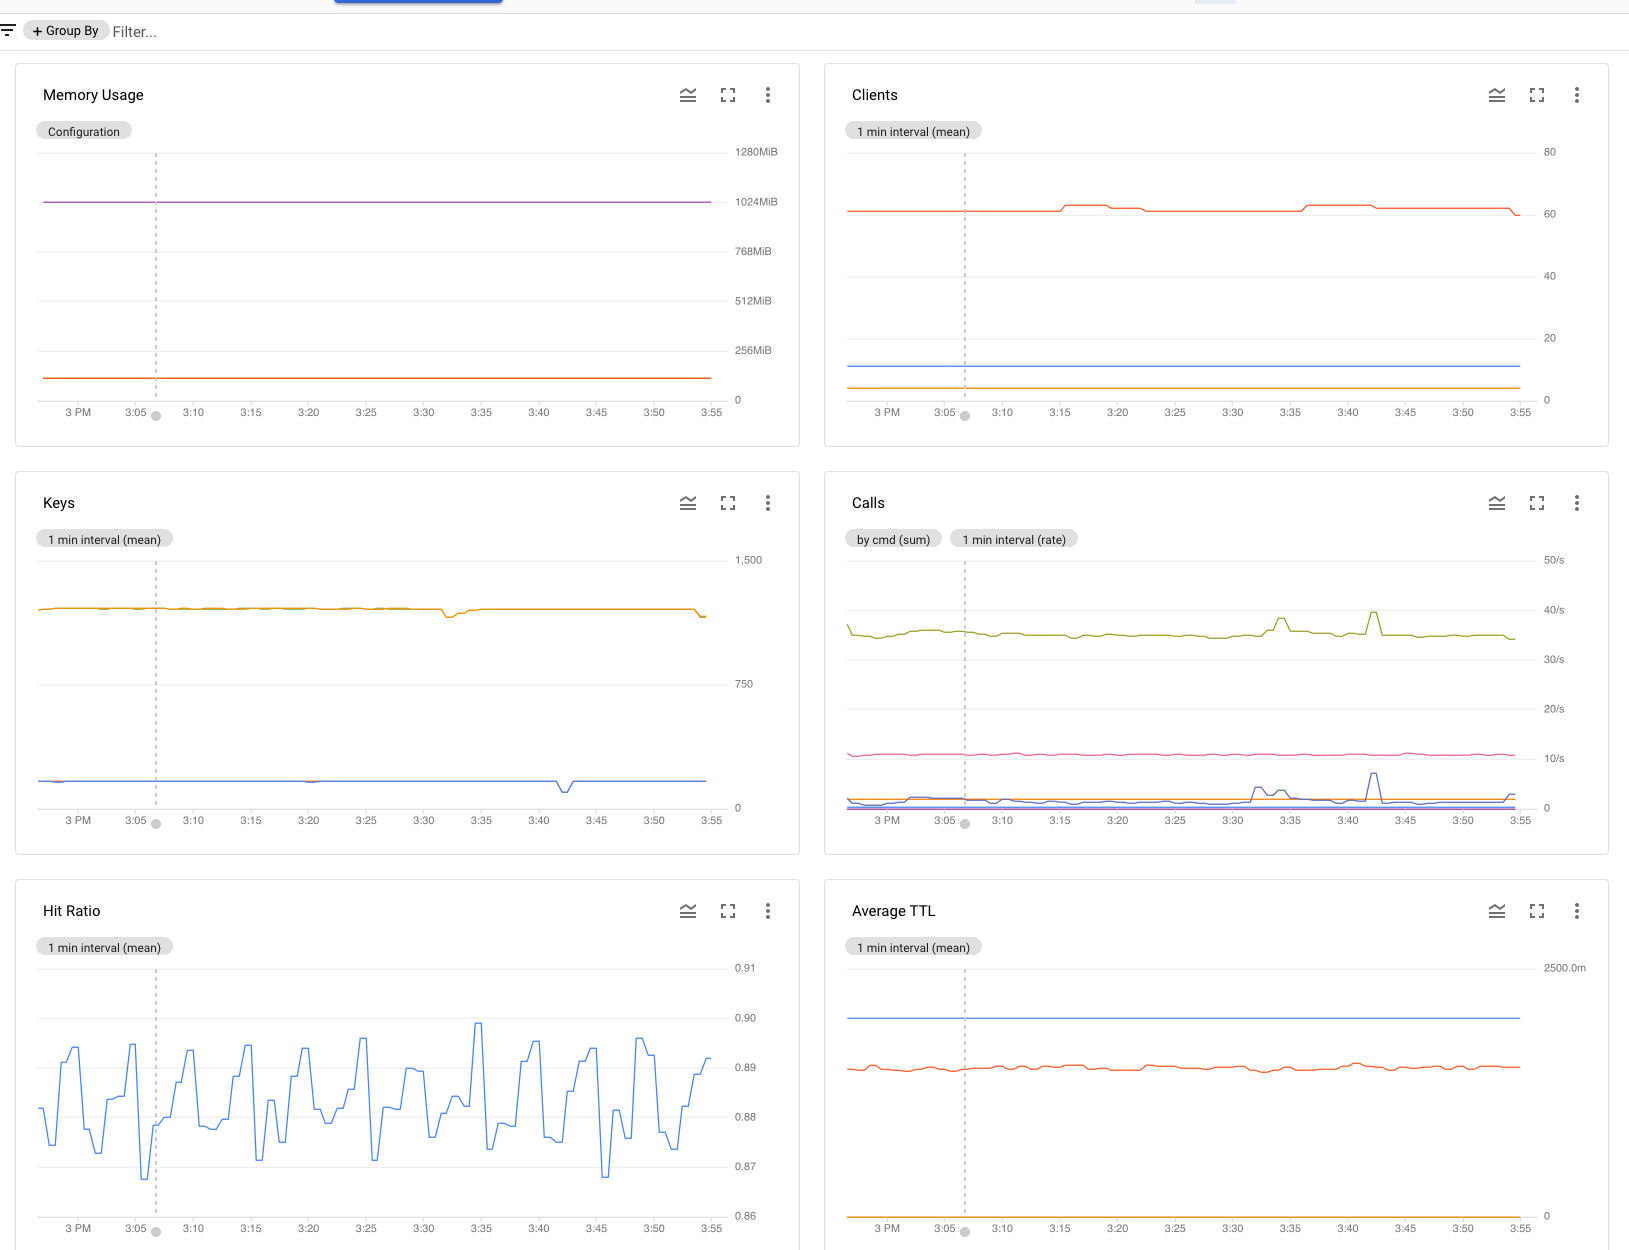 + Group By Filter...
Memory Usage
Configuration
1280MiB
1024MiB
768MiB
512MiB
256MiB
0
3 PM 3:05 3:10 3:15 3:20 3:25 3:30 3:35 3:40 3:45 3:50 3:55
Clients
1 min interval (mean)
80
60
40
20
0
3 PM 3:05 3:10 3:15 3:20 3:25 3:30 3:35 3:40 3:45 3:50 3:55
Keys
1 min interval (mean)
1,500
750
0
3 PM 3:05 3:10 3:15 3:20 3:25 3:30 3:35 3:40 3:45 3:50 3:55
Calls
by cmd (sum) 1 min interval (rate)
50/s
40/s
30/s
20/s
10/s
0
3 PM 3:05 3:10 3:15 3:20 3:25 3:30 3:35 3:40 3:45 3:50 3:55
Hit Ratio
1 min interval (mean)
0.91
0.90
0.89
0.88
0.87
0.86
3 PM 3:05 3:10 3:15 3:20 3:25 3:30 3:35 3:40 3:45 3:50 3:55
Average TTL
1 min interval (mean)
2500.0m
0
3 PM 3:05 3:10 3:15 3:20 3:25 3:30 3:35 3:40 3:45 3:50 3:55